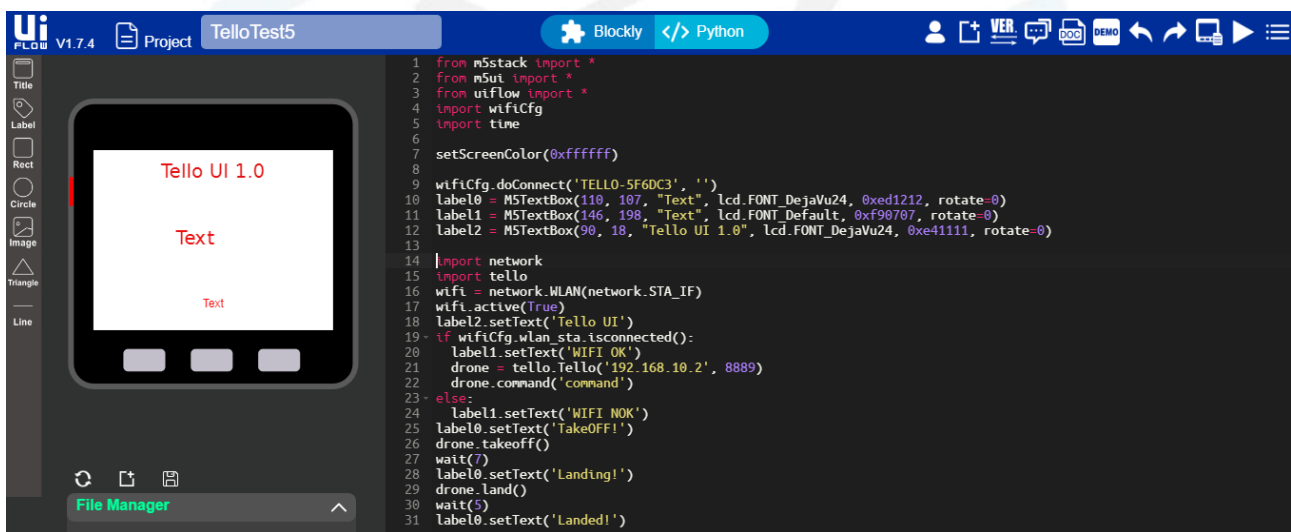 Ui
FLOW V1.7.4 Project TelloTest5 Blockly </> Python VER. DOC DEMO
Title
Label
Rect
Circle
Image
Triangle
Line
Tello UI 1.0
Text
Text
File Manager
1 from m5stack import *
2 from m5ui import *
3 from uiflow import *
4 import wifiCfg
5 import time
6
7 setScreenColor(0xffffff)
8
9 wifiCfg.doConnect('TELLO-5F6DC3', '')
10 label0 = M5TextBox(110, 107, "Text", lcd.FONT_DejaVu24, 0xed1212, rotate=0)
11 label1 = M5TextBox(146, 198, "Text", lcd.FONT_Default, 0xf90707, rotate=0)
12 label2 = M5TextBox(90, 18, "Tello UI 1.0", lcd.FONT_DejaVu24, 0xe41111, rotate=0)
13
14 import network
15 import tello
16 wifi = network.WLAN(network.STA_IF)
17 wifi.active(True)
18 label2.setText('Tello UI')
19 if wifiCfg.wlan_sta.isconnected():
20   label1.setText('WIFI OK')
21   drone = tello.Tello('192.168.10.2', 8889)
22   drone.command('command')
23 else:
24   label1.setText('WIFI NOK')
25 label0.setText('TakeOFF!')
26 drone.takeoff()
27 wait(7)
28 label0.setText('Landing!')
29 drone.land()
30 wait(5)
31 label0.setText('Landed!')